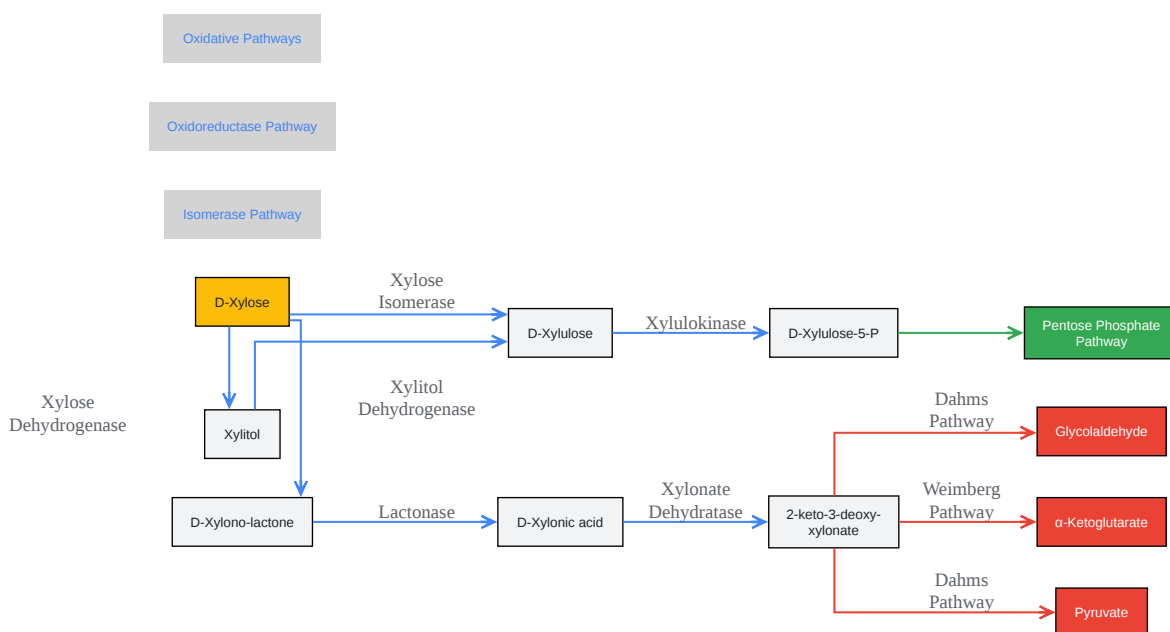 Oxidative Pathways
Oxidoreductase Pathway
Isomerase Pathway
D-Xylose
Xylose
Isomerase
D-Xylulose
Xylulokinase
D-Xylulose-5-P
Pentose Phosphate
Pathway
Xylose
Dehydrogenase
Xylitol
Xylitol
Dehydrogenase
D-Xylono-lactone
Lactonase
D-Xylonic acid
Xylonate
Dehydratase
2-keto-3-deoxy-
xylonate
Dahms
Pathway
Glycolaldehyde
Weimberg
Pathway
α-Ketoglutarate
Dahms
Pathway
Pyruvate